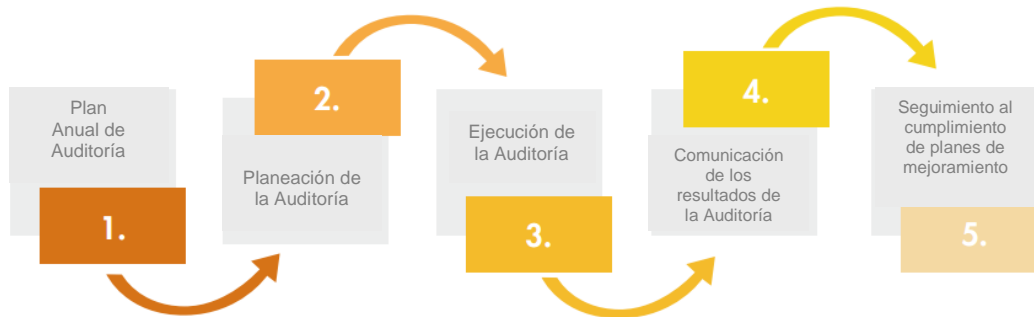 1.
Plan
Anual de
Auditoría
2.
Planeación de
la Auditoría
3.
Ejecución de
la Auditoría
4.
Comunicación
de los
resultados de
la Auditoría
5.
Seguimiento al
cumplimiento
de planes de
mejoramiento